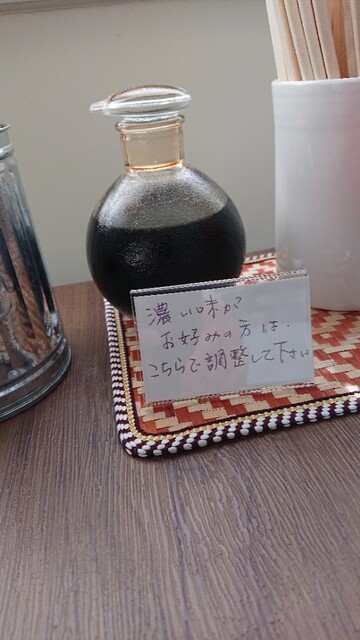 濃い味が
お好みの方は、
こちらで調整して下さい